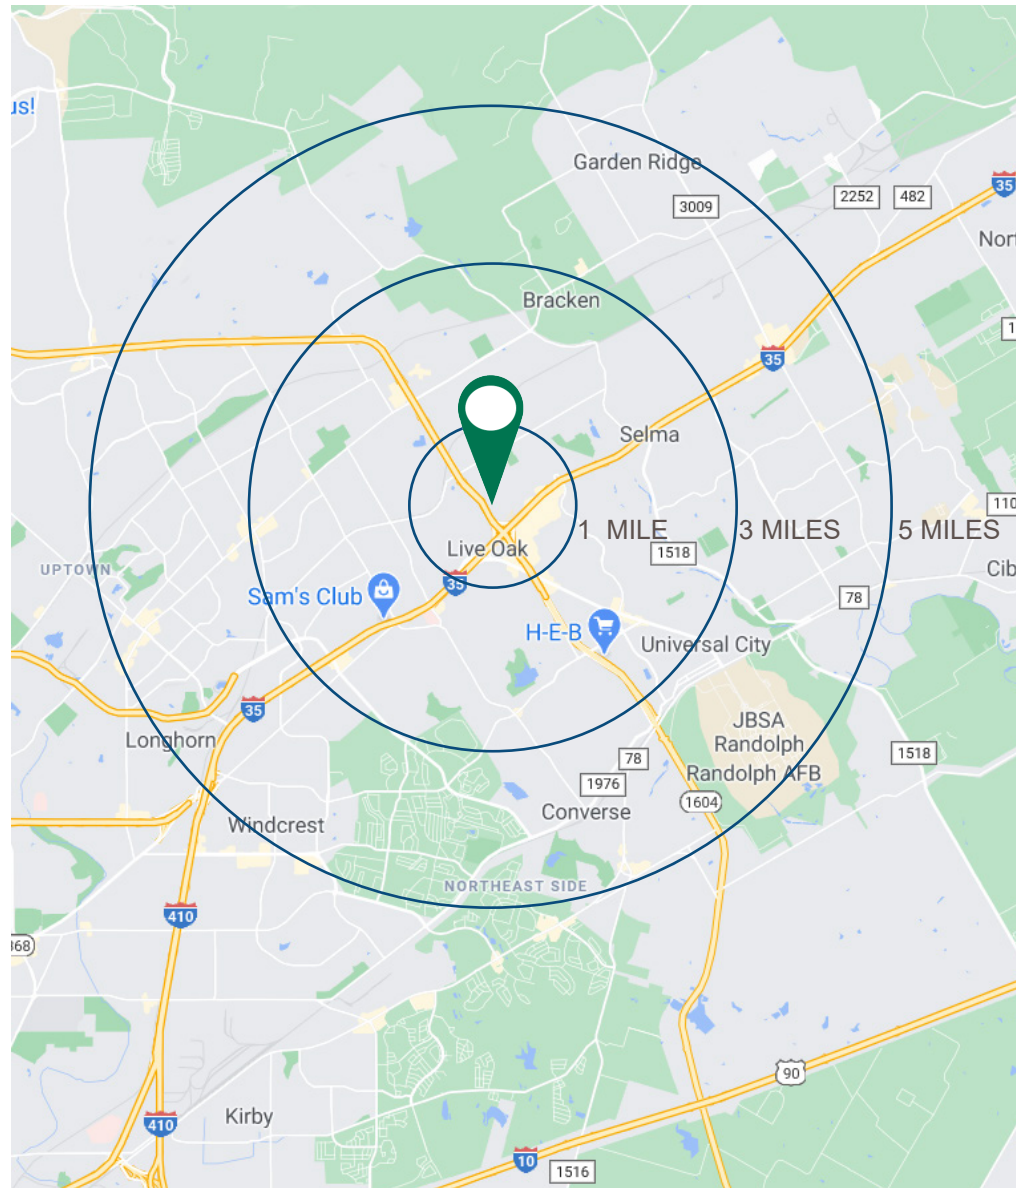 us!
Garden Ridge
35
2252
482
3009
Nort
Bracken
1
35
Selma
110
1 MILE
3 MILES
5 MILES
Live Oak
1518
UPTOWN
Cib
35
Sam's Club
78
H-E-B
Universal City
35
JBSA
Randolph
Longhorn
1518
78
Randolph AFB
1976
1604
Converse
Windcrest
NORTHEAST SIDE
410
368
90
Kirby
410
10
1516